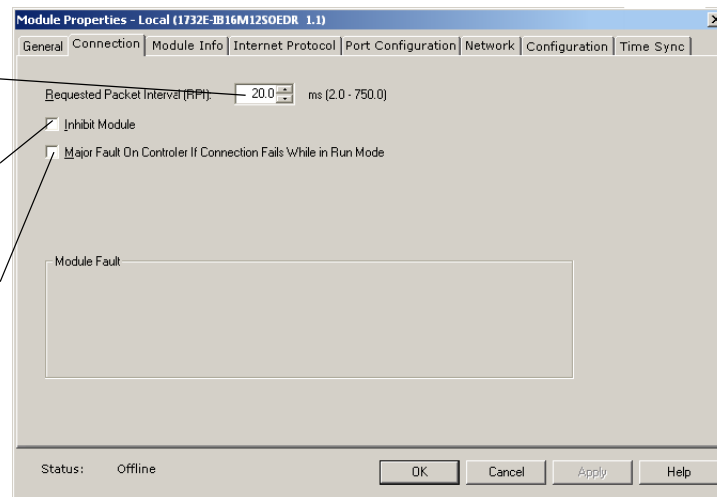 Module Properties - Local (1732E-IB16M12SOEDR 1.1)
General Connection Module Info Internet Protocol Port Configuration Network Configuration Time Sync
Requested Packet Interval (RPI): 20.0 ms (2.0 - 750.0)
Inhibit Module
Major Fault On Controler If Connection Fails While in Run Mode
Module Fault
Status: Offline OK Cancel Apply Help